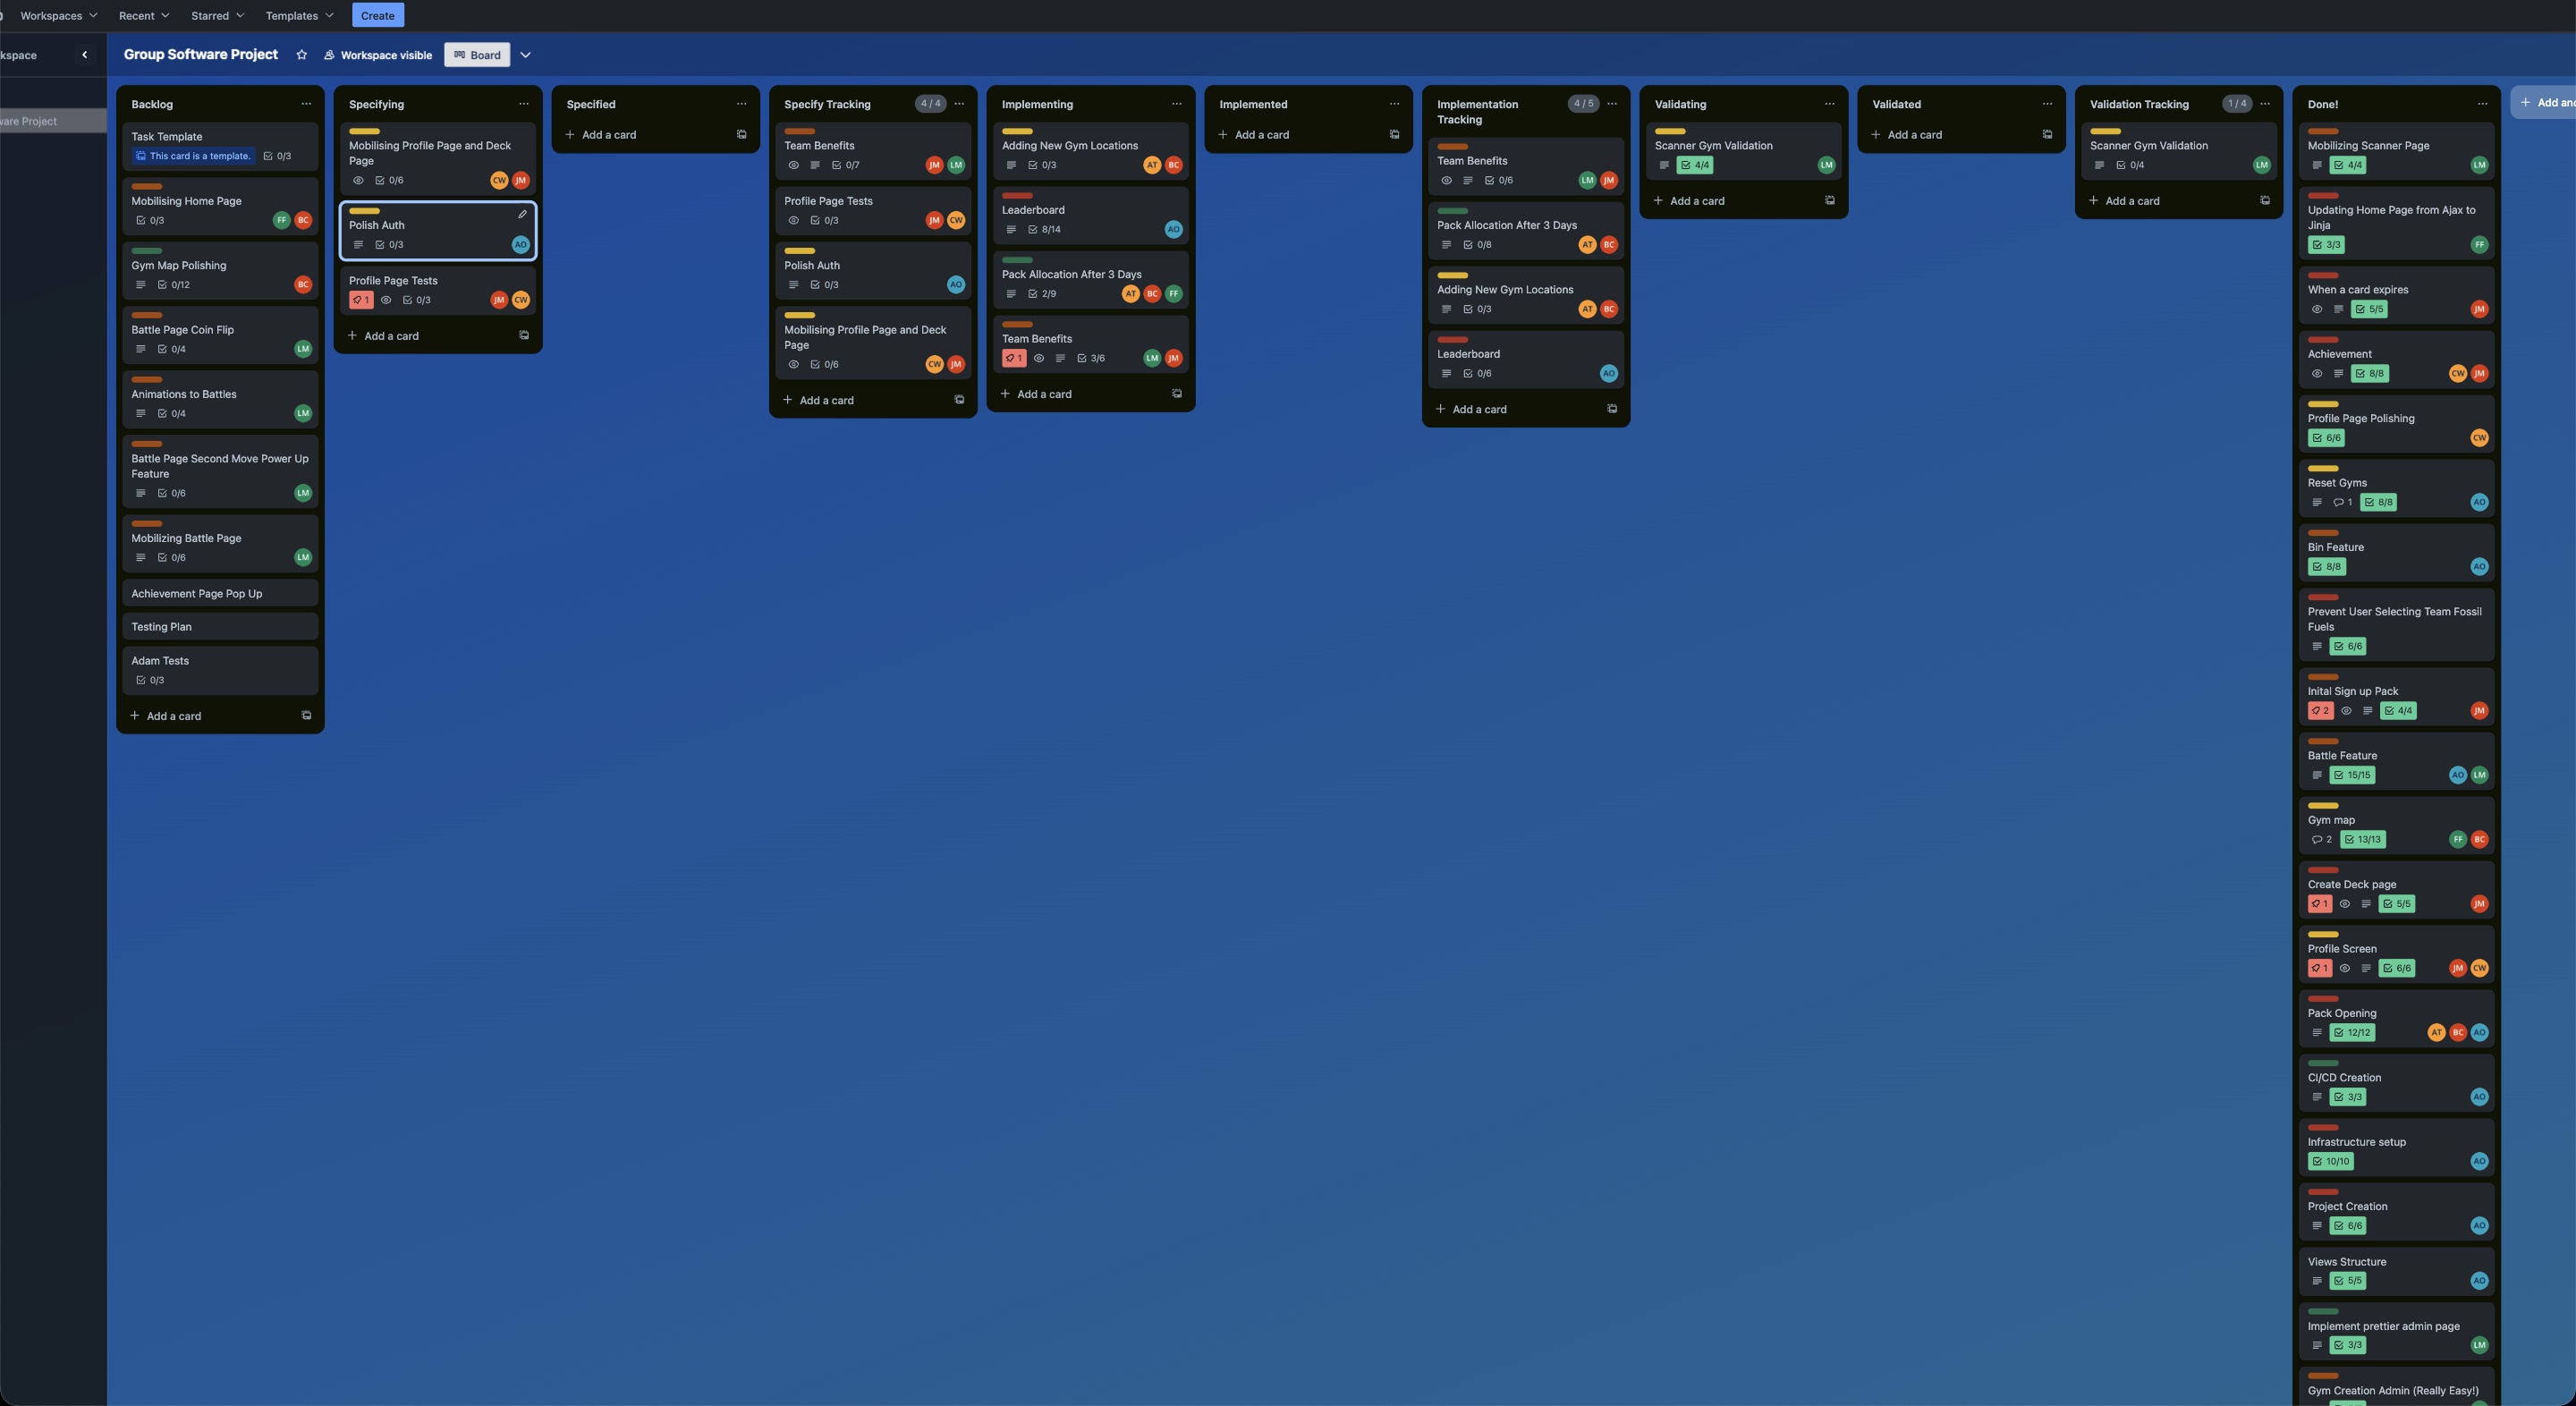 Workspaces
Recent
Starred
Templates
Create
kspace
ware Project
Group Software Project
Workspace visible
Board
Backlog
Task Template
This card is a template.
0/3
Mobilising Home Page
0/3
FF BC
Gym Map Polishing
0/12
BC
Battle Page Coin Flip
0/4
LM
Animations to Battles
0/4
LM
Battle Page Second Move Power Up
Feature
0/6
LM
Mobilizing Battle Page
0/6
LM
Achievement Page Pop Up
Testing Plan
Adam Tests
0/3
+ Add a card
Specifying
Mobilising Profile Page and Deck
Page
0/6
CW JM
Polish Auth
0/3
AO
Profile Page Tests
1
0/3
JM CW
+ Add a card
Specified
+ Add a card
Specify Tracking
4 / 4
Team Benefits
0/7
JM LM
Profile Page Tests
0/3
JM CW
Polish Auth
0/3
AO
Mobilising Profile Page and Deck
Page
0/6
CW JM
+ Add a card
Implementing
Adding New Gym Locations
0/3
AT BC
Leaderboard
8/14
AO
Pack Allocation After 3 Days
2/9
AT BC FF
Team Benefits
1
3/6
LM JM
+ Add a card
Implemented
+ Add a card
Implementation
Tracking
4 / 5
Team Benefits
0/6
LM JM
Pack Allocation After 3 Days
0/8
AT BC
Adding New Gym Locations
0/3
AT BC
Leaderboard
0/6
AO
+ Add a card
Validating
Scanner Gym Validation
4/4
LM
+ Add a card
Validated
+ Add a card
Validation Tracking
1 / 4
Scanner Gym Validation
0/4
LM
+ Add a card
Done!
Mobilizing Scanner Page
4/4
LM
Updating Home Page from Ajax to
Jinja
3/3
FF
When a card expires
5/5
JM
Achievement
8/8
CW JM
Profile Page Polishing
6/6
CW
Reset Gyms
1
8/8
AO
Bin Feature
8/8
AO
Prevent User Selecting Team Fossil
Fuels
6/6
Inital Sign up Pack
2
4/4
JM
Battle Feature
15/15
AO LM
Gym map
2
13/13
FF BC
Create Deck page
1
5/5
JM
Profile Screen
1
6/6
JM CW
Pack Opening
12/12
AT BC AO
CI/CD Creation
3/3
AO
Infrastructure setup
10/10
AO
Project Creation
6/6
AO
Views Structure
5/5
AO
Implement prettier admin page
3/3
LM
Gym Creation Admin (Really Easy!)
+ Add ano